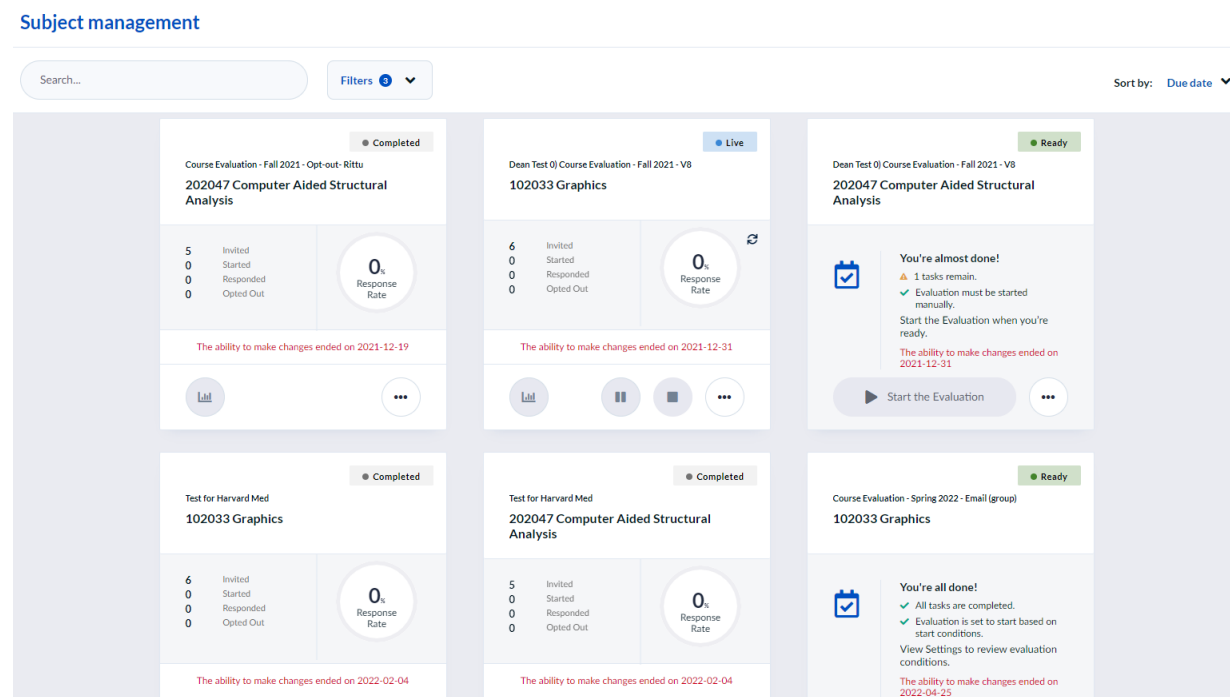 Subject management
Search...
Filters 3
Sort by: Due date
Completed
Course Evaluation - Fall 2021 - Opt-out- Rittu
202047 Computer Aided Structural
Analysis
5 Invited
0 Started
0 Responded
0 Opted Out
0%
Response
Rate
The ability to make changes ended on 2021-12-19
Live
Dean Test 0) Course Evaluation - Fall 2021 - V8
102033 Graphics
6 Invited
0 Started
0 Responded
0 Opted Out
0%
Response
Rate
The ability to make changes ended on 2021-12-31
Ready
Dean Test 0) Course Evaluation - Fall 2021 - V8
202047 Computer Aided Structural
Analysis
You're almost done!
1 tasks remain.
Evaluation must be started
manually.
Start the Evaluation when you're
ready.
The ability to make changes ended on
2021-12-31
Start the Evaluation
Completed
Test for Harvard Med
102033 Graphics
6 Invited
0 Started
0 Responded
0 Opted Out
0%
Response
Rate
The ability to make changes ended on 2022-02-04
Completed
Test for Harvard Med
202047 Computer Aided Structural
Analysis
5 Invited
0 Started
0 Responded
0 Opted Out
0%
Response
Rate
The ability to make changes ended on 2022-02-04
Ready
Course Evaluation - Spring 2022 - Email (group)
102033 Graphics
You're all done!
All tasks are completed.
Evaluation is set to start based on
start conditions.
View Settings to review evaluation
conditions.
The ability to make changes ended on
2022-04-25